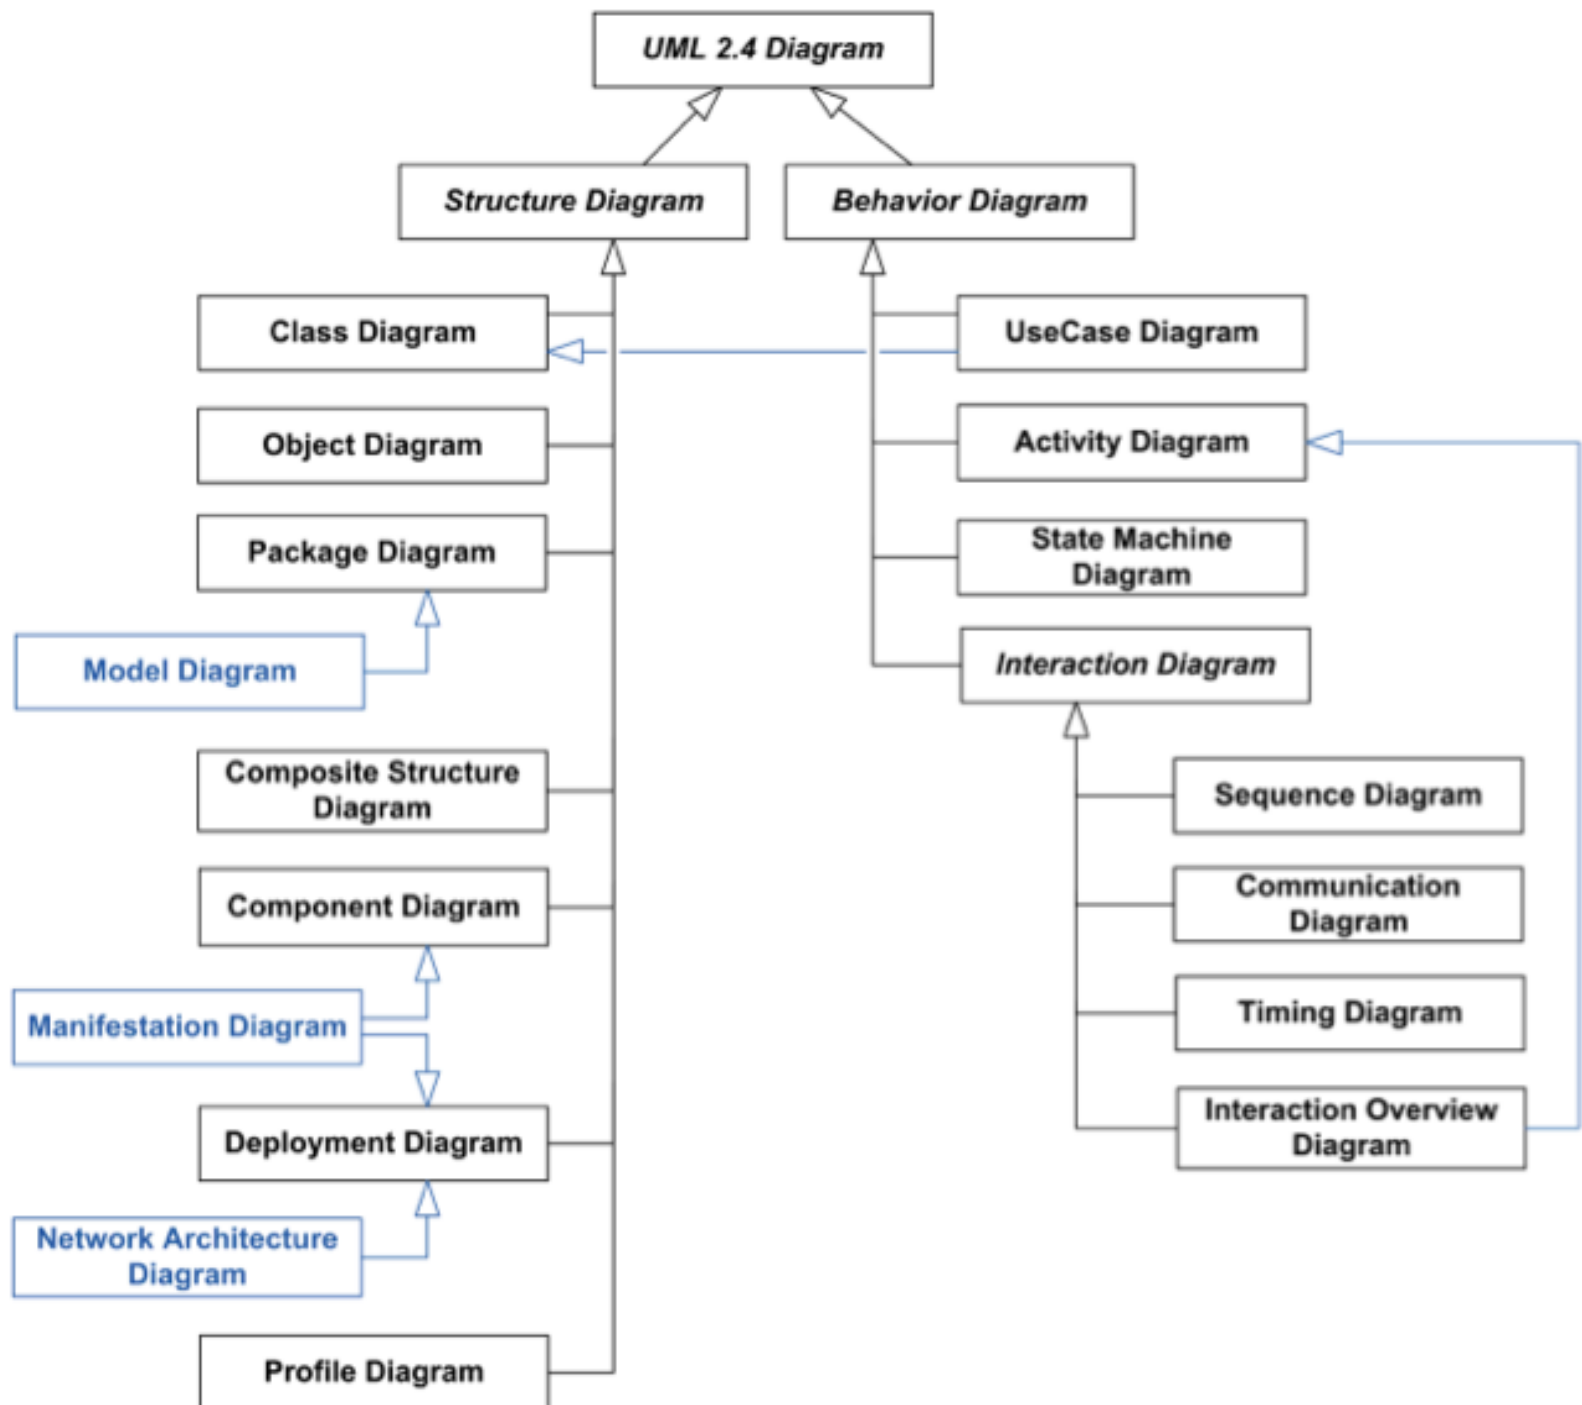 UML 2.4 Diagram
Structure Diagram
Behavior Diagram
Class Diagram
UseCase Diagram
Object Diagram
Activity Diagram
Package Diagram
State Machine
Diagram
Model Diagram
Interaction Diagram
Composite Structure
Diagram
Sequence Diagram
Component Diagram
Communication
Diagram
Manifestation Diagram
Timing Diagram
Deployment Diagram
Interaction Overview
Diagram
Network Architecture
Diagram
Profile Diagram